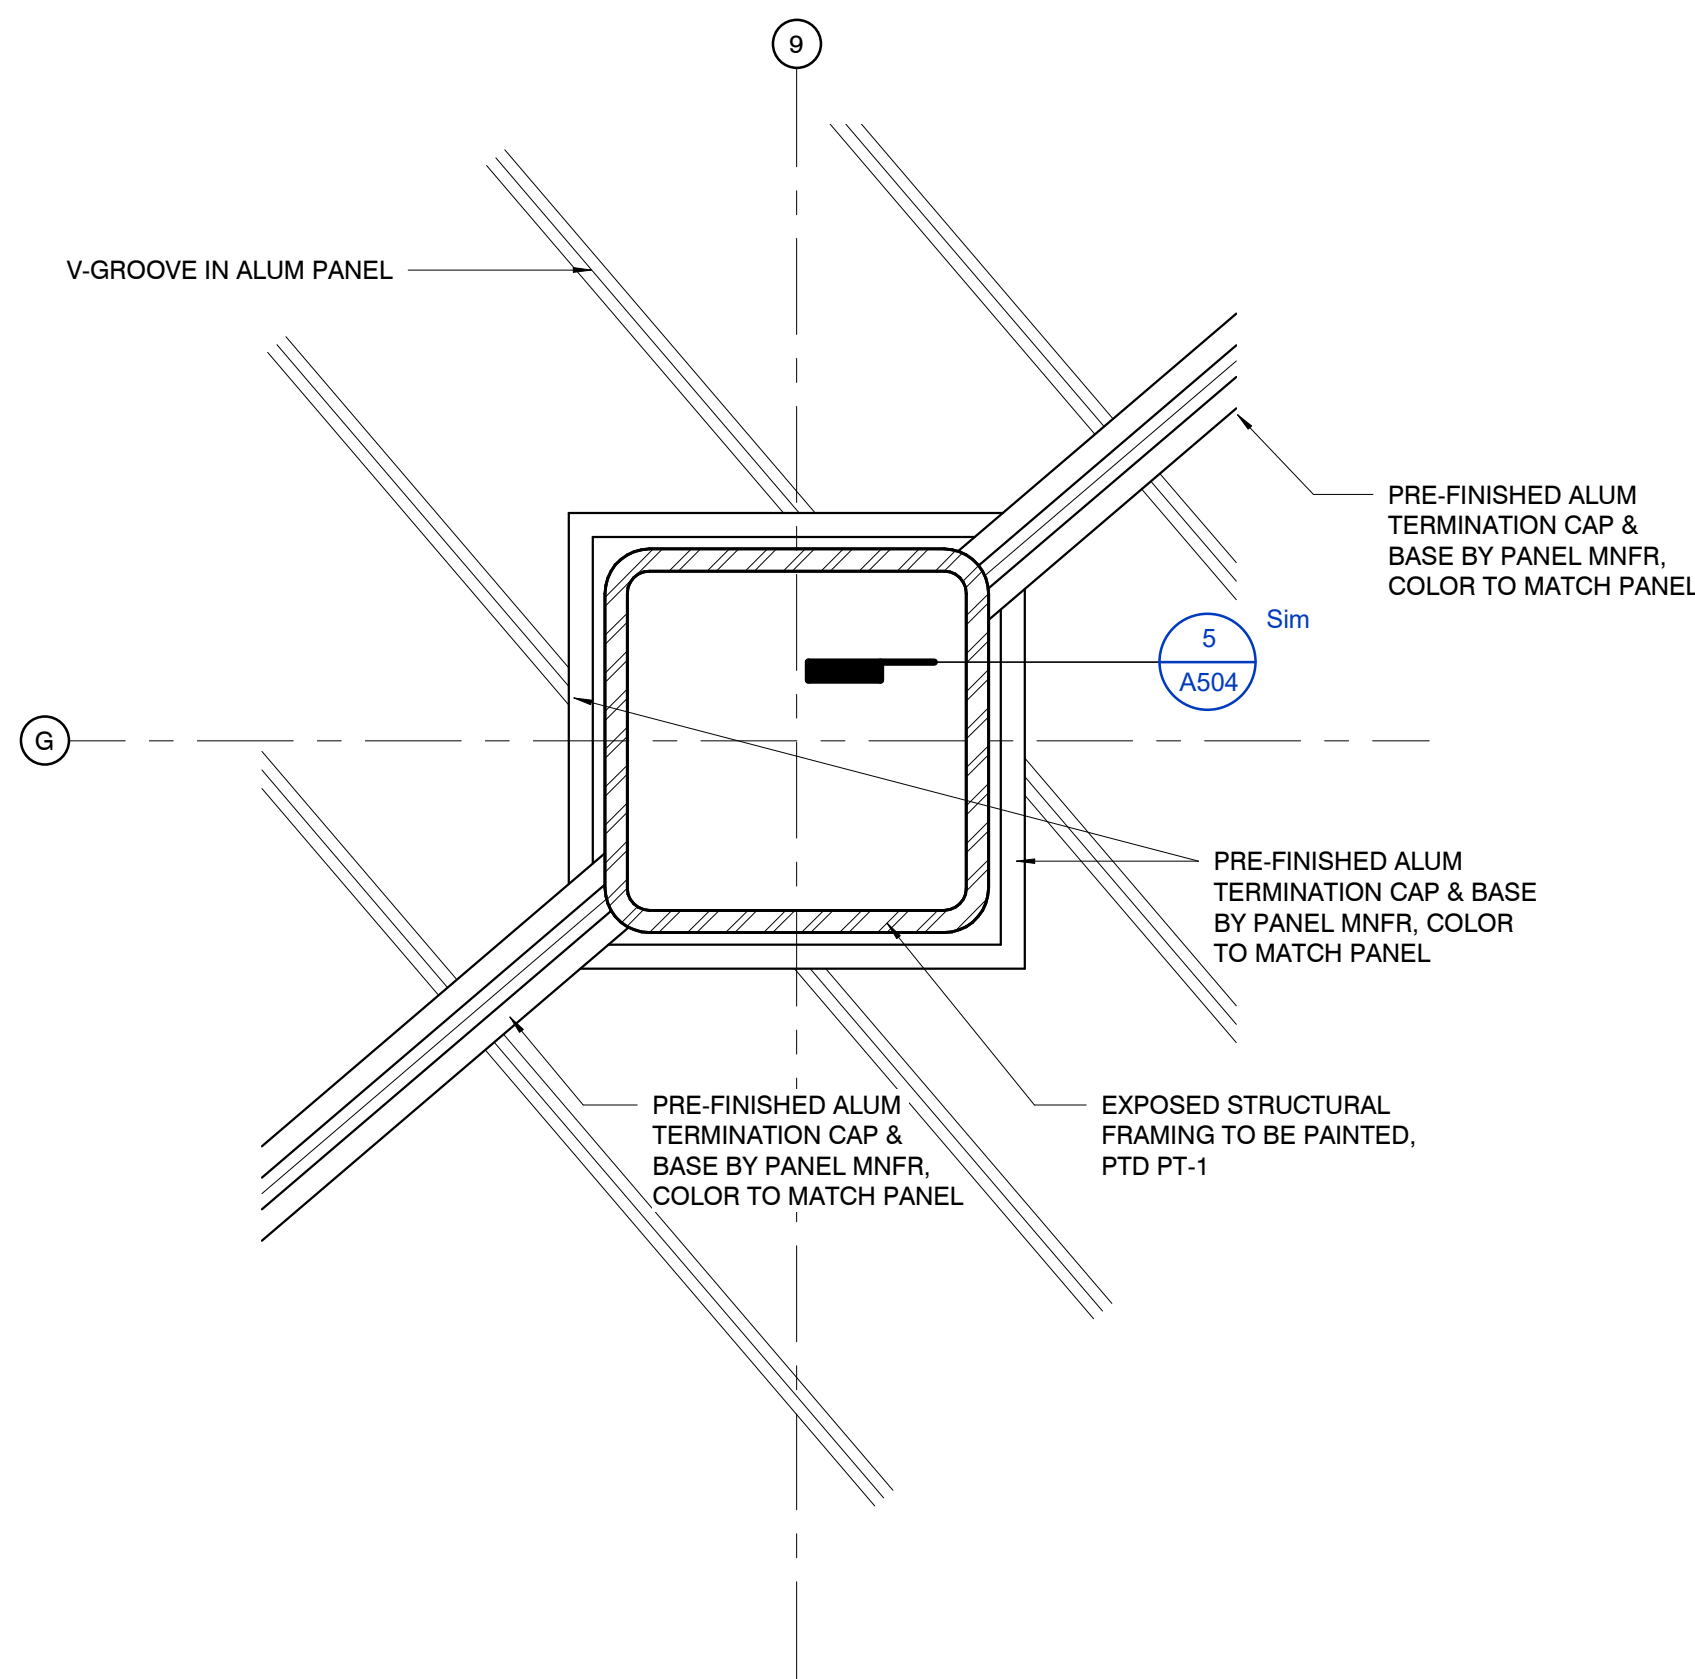 9
V-GROOVE IN ALUM PANEL
PRE-FINISHED ALUM
TERMINATION CAP &
BASE BY PANEL MNFR,
COLOR TO MATCH PANEL
Sim
5
A504
G
PRE-FINISHED ALUM
TERMINATION CAP & BASE
BY PANEL MNFR, COLOR
TO MATCH PANEL
PRE-FINISHED ALUM
TERMINATION CAP &
BASE BY PANEL MNFR,
COLOR TO MATCH PANEL
EXPOSED STRUCTURAL
FRAMING TO BE PAINTED,
PTD PT-1